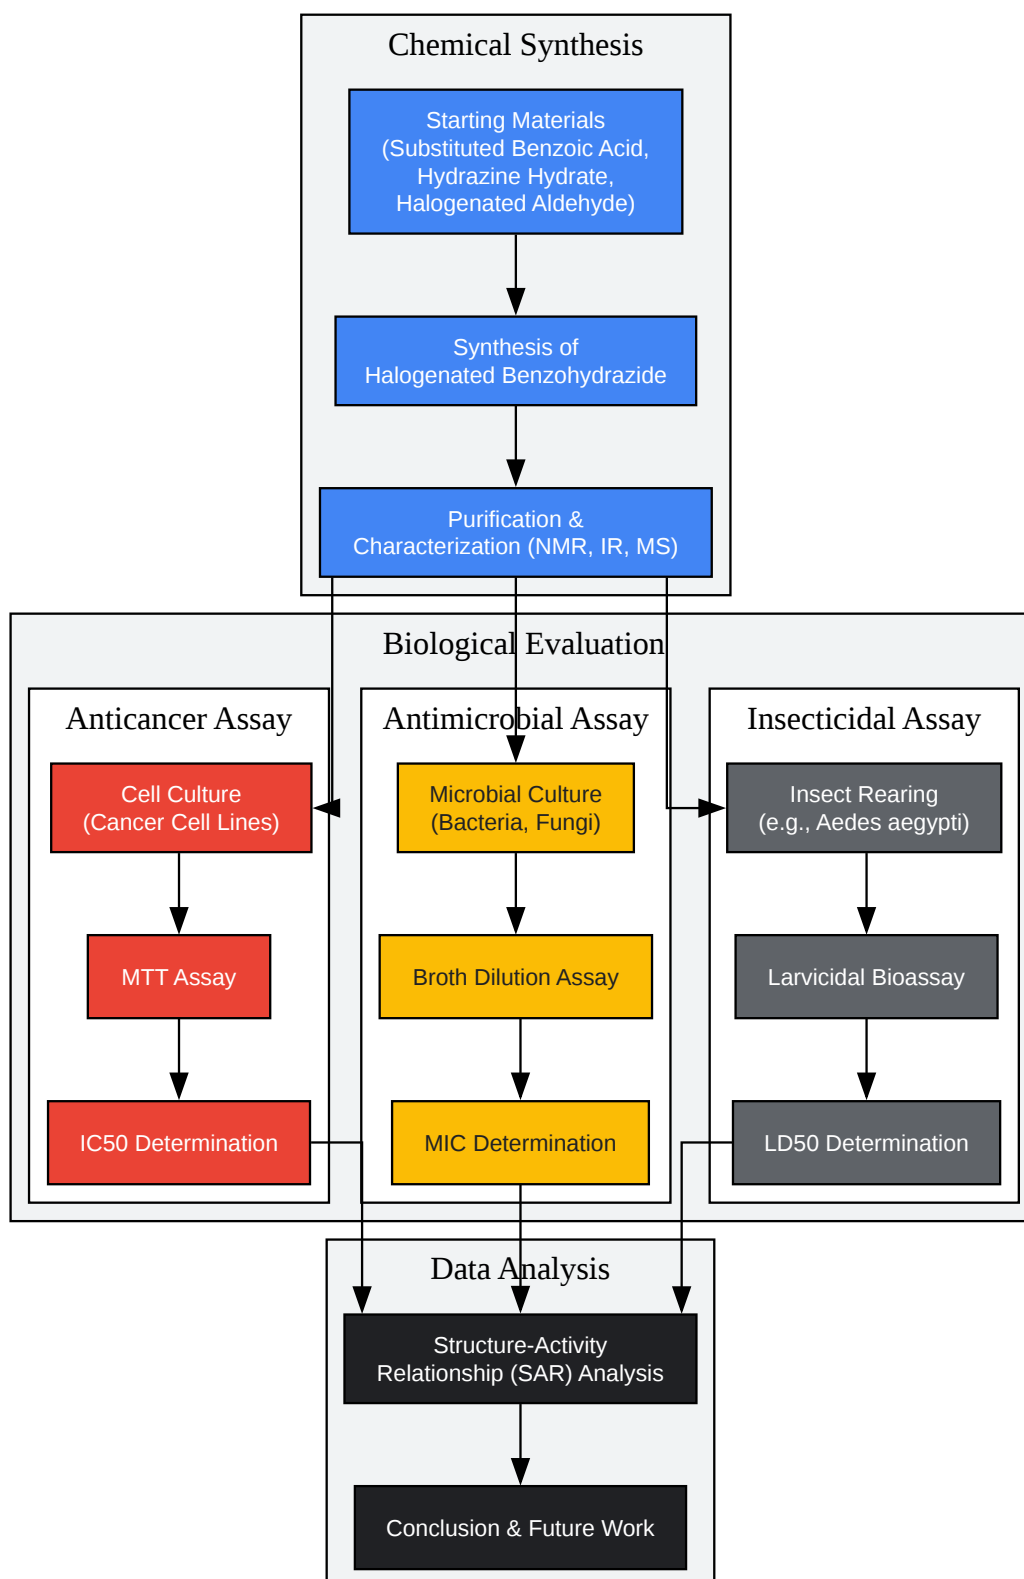 Chemical Synthesis
Starting Materials
(Substituted Benzoic Acid,
Hydrazine Hydrate,
Halogenated Aldehyde)
Synthesis of
Halogenated Benzohydrazide
Purification &
Characterization (NMR, IR, MS)
Biological Evaluation
Anticancer Assay
Cell Culture
(Cancer Cell Lines)
MTT Assay
IC50 Determination
Antimicrobial Assay
Microbial Culture
(Bacteria, Fungi)
Broth Dilution Assay
MIC Determination
Insecticidal Assay
Insect Rearing
(e.g., Aedes aegypti)
Larvicidal Bioassay
LD50 Determination
Data Analysis
Structure-Activity
Relationship (SAR) Analysis
Conclusion & Future Work